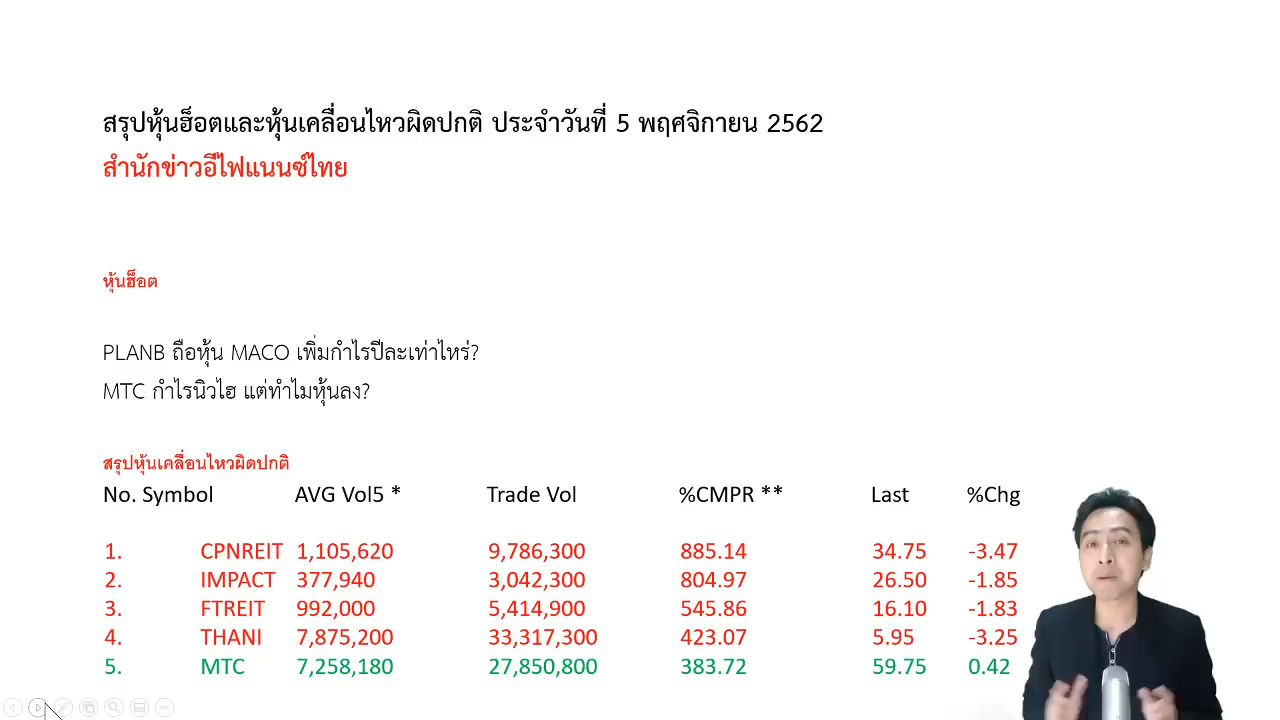 สรุปหุ้นฮ็อตและหุ้นเคลื่อนไหวผิดปกติ ประจำวันที่ 5 พฤศจิกายน 2562
สำนักข่าวอีไฟแนนซ์ไทย
หุ้นฮ็อต
PLANB ถือหุ้น MACO เพิ่มกำไรปีละเท่าไหร่?
MTC กำไรนิวไฮ แต่ทำไมหุ้นลง?
สรุปหุ้นเคลื่อนไหวผิดปกติ
No. Symbol AVG Vol5 * Trade Vol %CMPR ** Last %Chg
1. CPNREIT 1,105,620 9,786,300 885.14 34.75 -3.47
2. IMPACT 377,940 3,042,300 804.97 26.50 -1.85
3. FTREIT 992,000 5,414,900 545.86 16.10 -1.83
4. THANI 7,875,200 33,317,300 423.07 5.95 -3.25
5. MTC 7,258,180 27,850,800 383.72 59.75 0.42